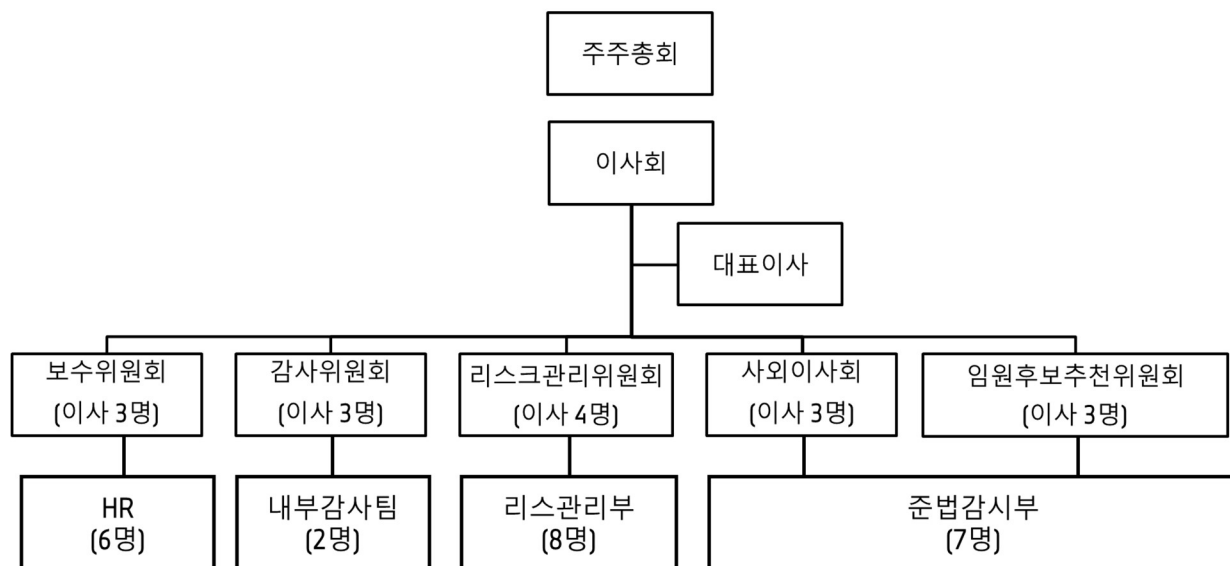 주주총회
이사회
대표이사
보수위원회
(이사 3명)
감사위원회
(이사 3명)
리스크관리위원회
(이사 4명)
사외이사회
(이사 3명)
임원후보추천위원회
(이사 3명)
HR
(6명)
내부감사팀
(2명)
리스관리부
(8명)
준법감시부
(7명)